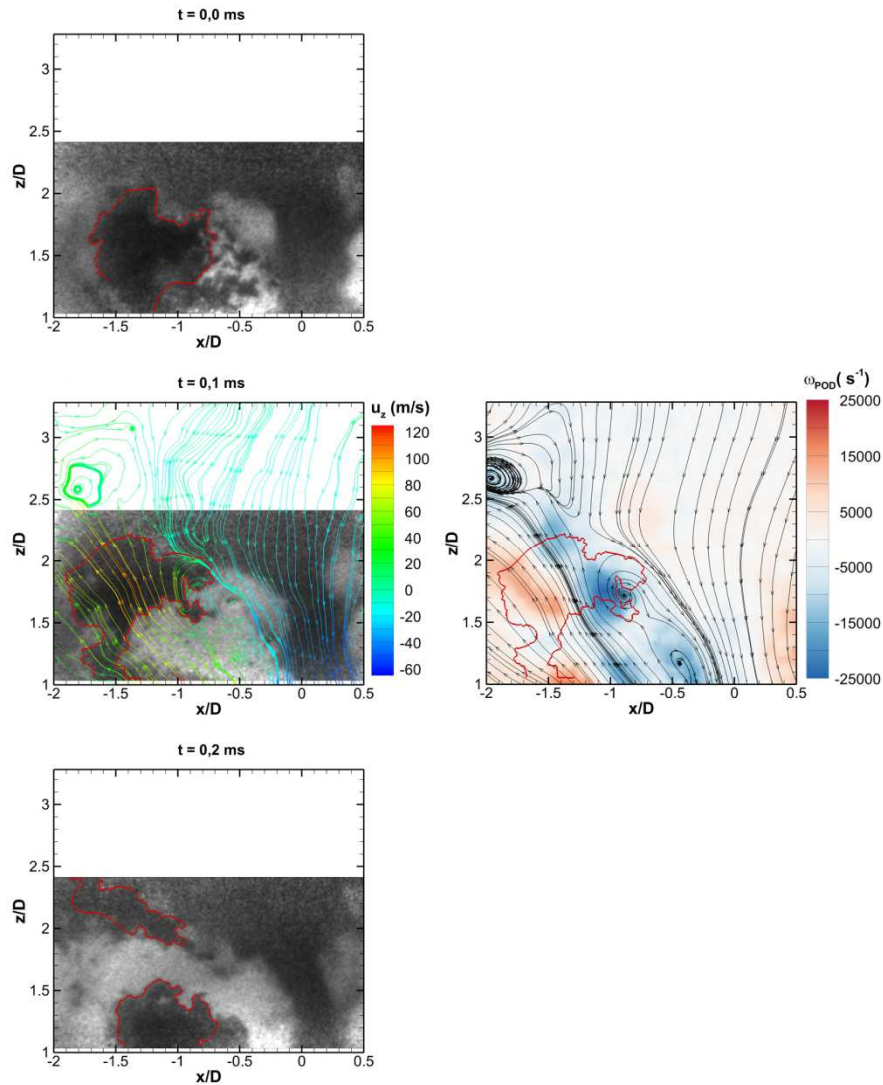 t = 0,0 ms
3
2.5
z/D
2
1.5
1
-2 -1.5 -1 -0.5 0 0.5
x/D
t = 0,1 ms
u_z (m/s)
3
2.5
z/D
2
1.5
1
-2 -1.5 -1 -0.5 0 0.5
x/D
120
100
80
60
40
20
0
-20
-40
-60
ω_POD( s⁻¹)
3
2.5
z/D
2
1.5
1
-2 -1.5 -1 -0.5 0 0.5
x/D
25000
15000
5000
-5000
-15000
-25000
t = 0,2 ms
3
2.5
z/D
2
1.5
1
-2 -1.5 -1 -0.5 0 0.5
x/D